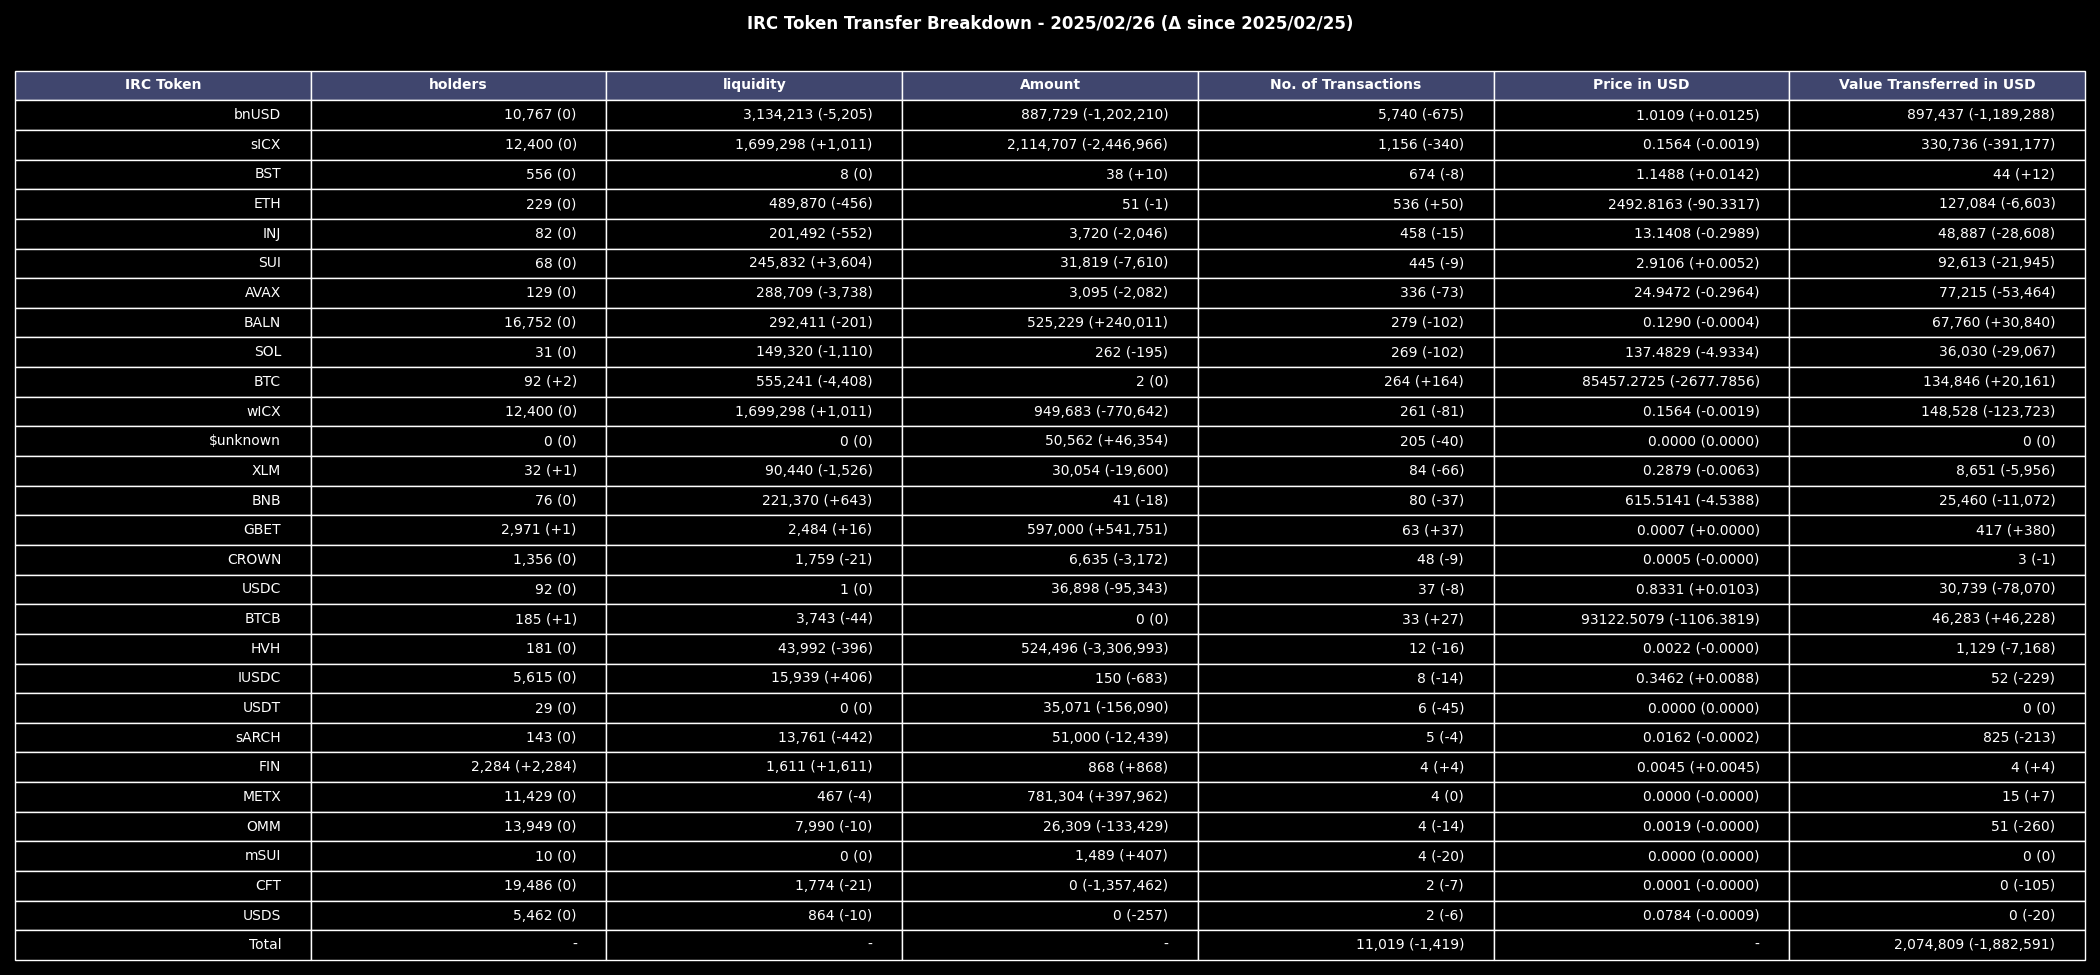 IRC Token Transfer Breakdown - 2025/02/26 (Δ since 2025/02/25)
IRC Token holders liquidity Amount No. of Transactions Price in USD Value Transferred in USD
bnUSD 10,767 (0) 3,134,213 (-5,205) 887,729 (-1,202,210) 5,740 (-675) 1.0109 (+0.0125) 897,437 (-1,189,288)
sICX 12,400 (0) 1,699,298 (+1,011) 2,114,707 (-2,446,966) 1,156 (-340) 0.1564 (-0.0019) 330,736 (-391,177)
BST 556 (0) 8 (0) 38 (+10) 674 (-8) 1.1488 (+0.0142) 44 (+12)
ETH 229 (0) 489,870 (-456) 51 (-1) 536 (+50) 2492.8163 (-90.3317) 127,084 (-6,603)
INJ 82 (0) 201,492 (-552) 3,720 (-2,046) 458 (-15) 13.1408 (-0.2989) 48,887 (-28,608)
SUI 68 (0) 245,832 (+3,604) 31,819 (-7,610) 445 (-9) 2.9106 (+0.0052) 92,613 (-21,945)
AVAX 129 (0) 288,709 (-3,738) 3,095 (-2,082) 336 (-73) 24.9472 (-0.2964) 77,215 (-53,464)
BALN 16,752 (0) 292,411 (-201) 525,229 (+240,011) 279 (-102) 0.1290 (-0.0004) 67,760 (+30,840)
SOL 31 (0) 149,320 (-1,110) 262 (-195) 269 (-102) 137.4829 (-4.9334) 36,030 (-29,067)
BTC 92 (+2) 555,241 (-4,408) 2 (0) 264 (+164) 85457.2725 (-2677.7856) 134,846 (+20,161)
wICX 12,400 (0) 1,699,298 (+1,011) 949,683 (-770,642) 261 (-81) 0.1564 (-0.0019) 148,528 (-123,723)
$unknown 0 (0) 0 (0) 50,562 (+46,354) 205 (-40) 0.0000 (0.0000) 0 (0)
XLM 32 (+1) 90,440 (-1,526) 30,054 (-19,600) 84 (-66) 0.2879 (-0.0063) 8,651 (-5,956)
BNB 76 (0) 221,370 (+643) 41 (-18) 80 (-37) 615.5141 (-4.5388) 25,460 (-11,072)
GBET 2,971 (+1) 2,484 (+16) 597,000 (+541,751) 63 (+37) 0.0007 (+0.0000) 417 (+380)
CROWN 1,356 (0) 1,759 (-21) 6,635 (-3,172) 48 (-9) 0.0005 (-0.0000) 3 (-1)
USDC 92 (0) 1 (0) 36,898 (-95,343) 37 (-8) 0.8331 (+0.0103) 30,739 (-78,070)
BTCB 185 (+1) 3,743 (-44) 0 (0) 33 (+27) 93122.5079 (-1106.3819) 46,283 (+46,228)
HVH 181 (0) 43,992 (-396) 524,496 (-3,306,993) 12 (-16) 0.0022 (-0.0000) 1,129 (-7,168)
IUSDC 5,615 (0) 15,939 (+406) 150 (-683) 8 (-14) 0.3462 (+0.0088) 52 (-229)
USDT 29 (0) 0 (0) 35,071 (-156,090) 6 (-45) 0.0000 (0.0000) 0 (0)
sARCH 143 (0) 13,761 (-442) 51,000 (-12,439) 5 (-4) 0.0162 (-0.0002) 825 (-213)
FIN 2,284 (+2,284) 1,611 (+1,611) 868 (+868) 4 (+4) 0.0045 (+0.0045) 4 (+4)
METX 11,429 (0) 467 (-4) 781,304 (+397,962) 4 (0) 0.0000 (-0.0000) 15 (+7)
OMM 13,949 (0) 7,990 (-10) 26,309 (-133,429) 4 (-14) 0.0019 (-0.0000) 51 (-260)
mSUI 10 (0) 0 (0) 1,489 (+407) 4 (-20) 0.0000 (0.0000) 0 (0)
CFT 19,486 (0) 1,774 (-21) 0 (-1,357,462) 2 (-7) 0.0001 (-0.0000) 0 (-105)
USDS 5,462 (0) 864 (-10) 0 (-257) 2 (-6) 0.0784 (-0.0009) 0 (-20)
Total - - - 11,019 (-1,419) - 2,074,809 (-1,882,591)